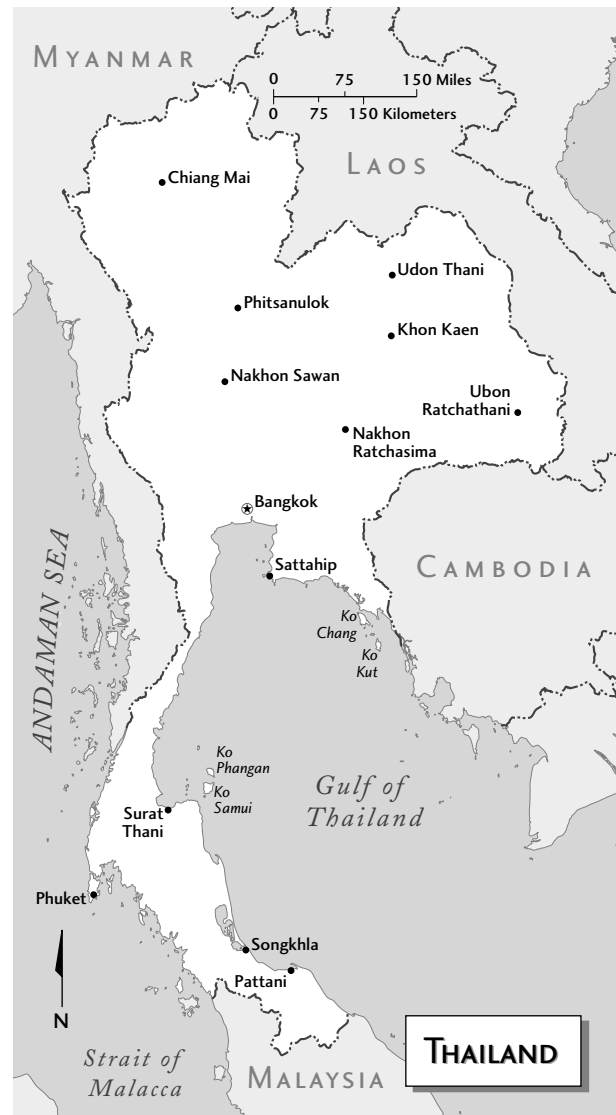 MYANMAR
0 75 150 Miles
0 75 150 Kilometers
LAOS
Chiang Mai
Udon Thani
Phitsanulok
Khon Kaen
Nakhon Sawan
Ubon
Ratchathani
Nakhon
Ratchasima
Bangkok
CAMBODIA
Sattahip
ANDAMAN SEA
Ko
Chang
Ko
Kut
Ko
Phangan
Ko
Samui
Gulf of
Thailand
Surat
Thani
Phuket
Songkhla
Pattani
N
THAILAND
Strait of
Malacca
MALAYSIA